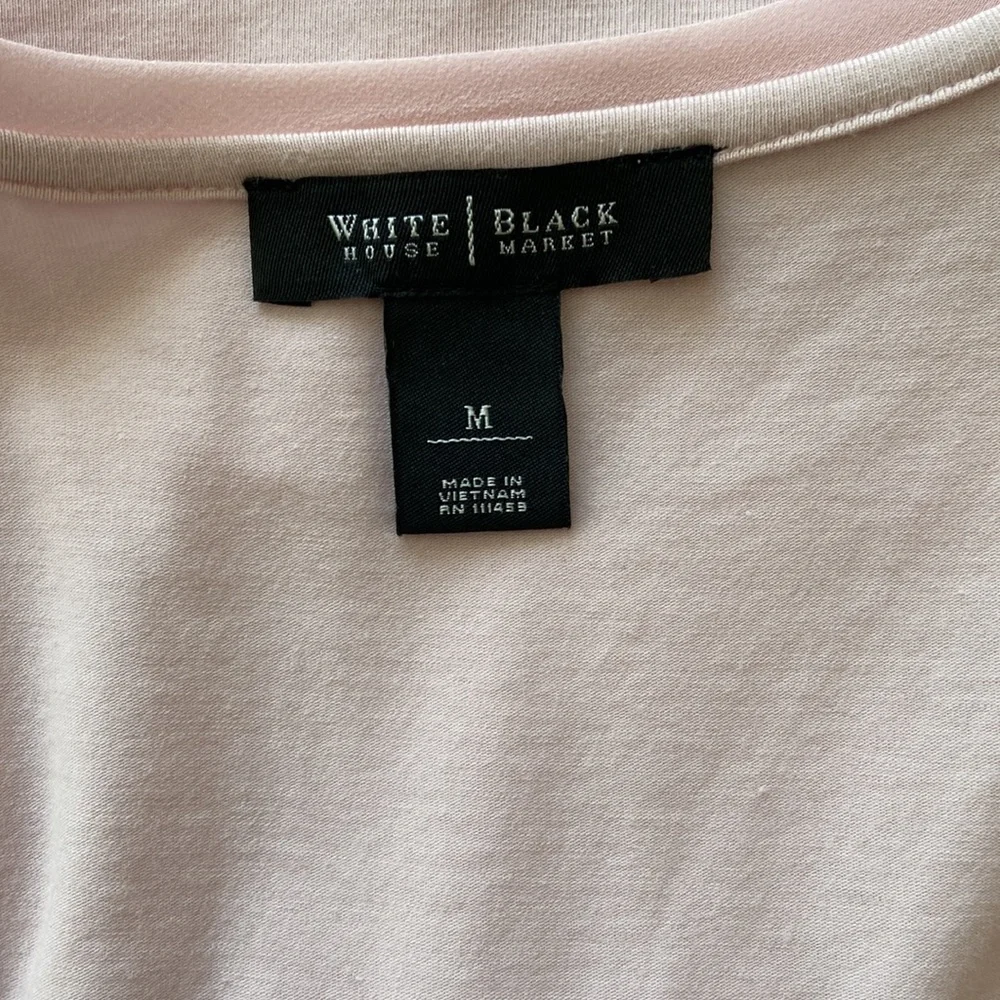 WHITE | BLACK
HOUSE | MARKET
M
MADE IN
VIETNAM
RN 111459